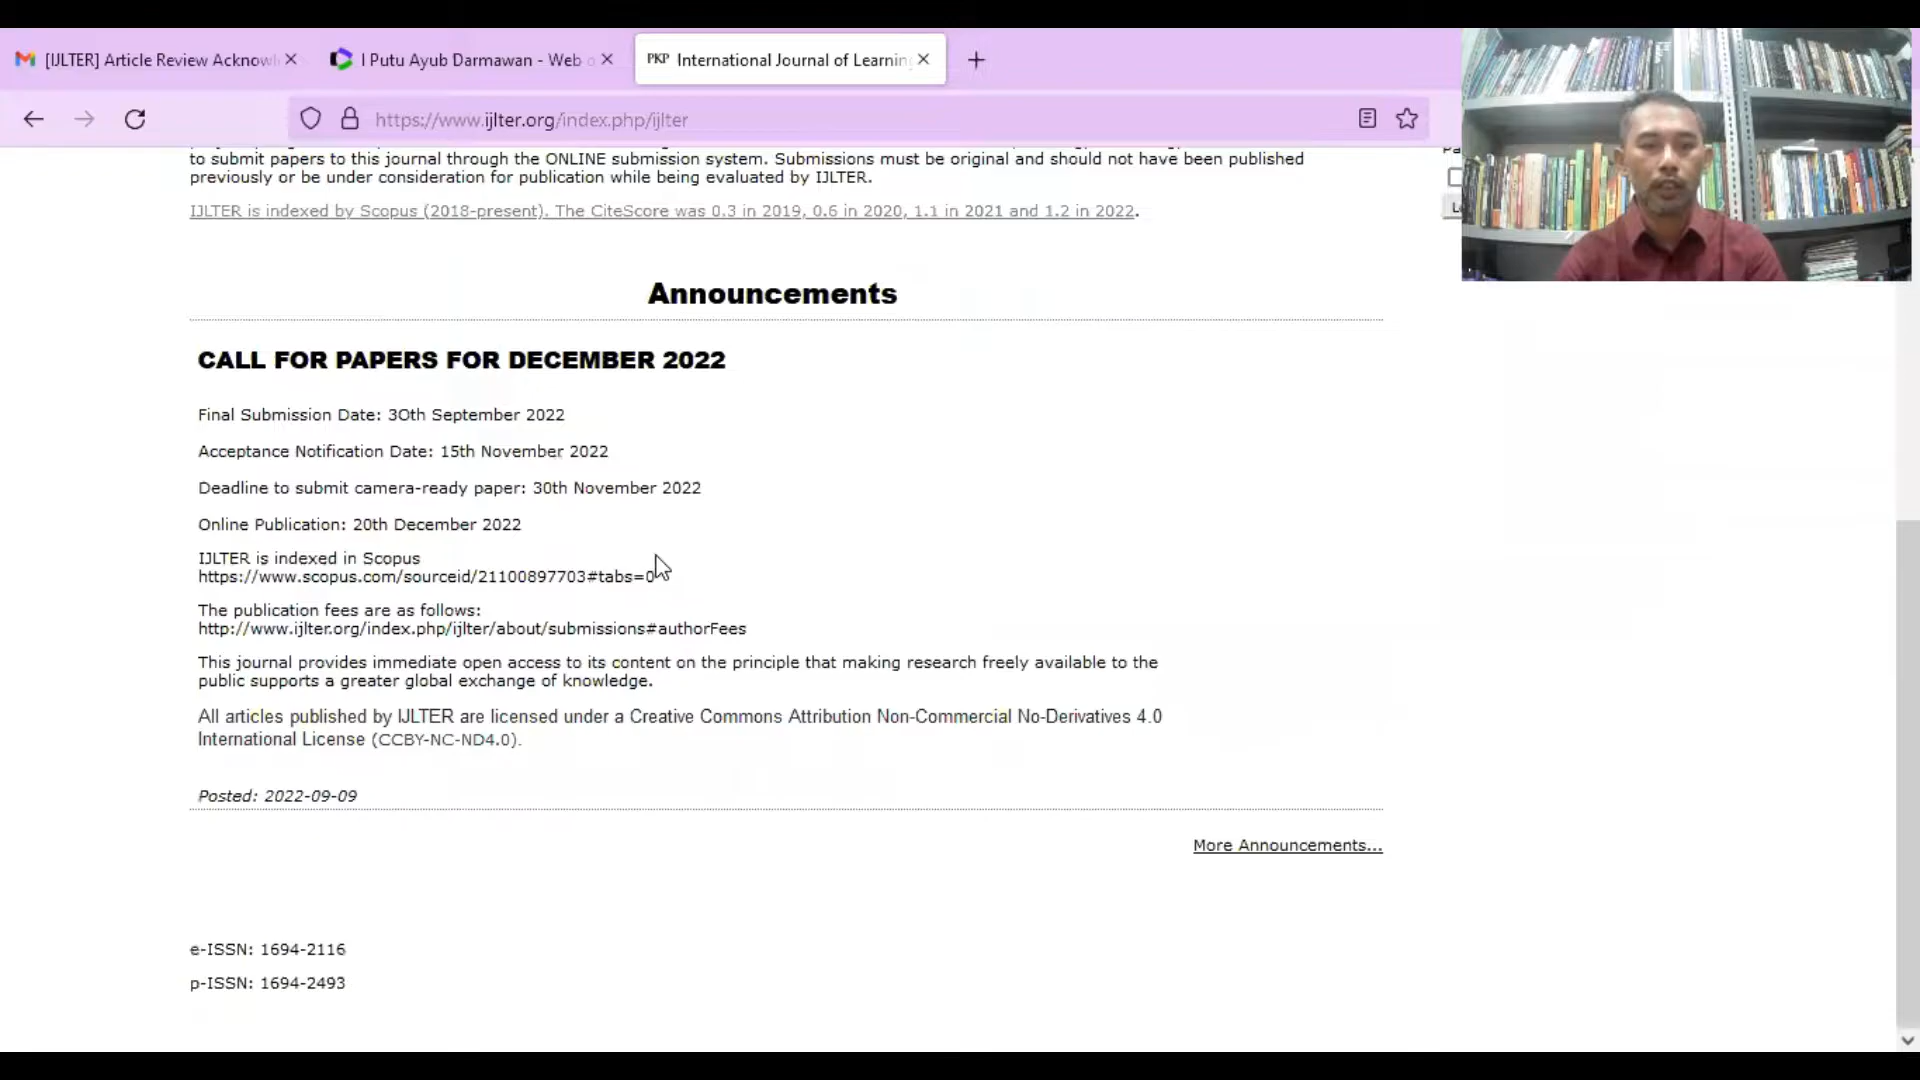 [IJLTER] Article Review Acknowl
I Putu Ayub Darmawan - Web o
PKP International Journal of Learning
https://www.ijlter.org/index.php/ijlter
to submit papers to this journal through the ONLINE submission system. Submissions must be original and should not have been published
previously or be under consideration for publication while being evaluated by IJLTER.
IJLTER is indexed by Scopus (2018-present). The CiteScore was 0.3 in 2019, 0.6 in 2020, 1.1 in 2021 and 1.2 in 2022.
Announcements
CALL FOR PAPERS FOR DECEMBER 2022
Final Submission Date: 3Oth September 2022
Acceptance Notification Date: 15th November 2022
Deadline to submit camera-ready paper: 30th November 2022
Online Publication: 20th December 2022
IJLTER is indexed in Scopus
https://www.scopus.com/sourceid/21100897703#tabs=0
The publication fees are as follows:
http://www.ijlter.org/index.php/ijlter/about/submissions#authorFees
This journal provides immediate open access to its content on the principle that making research freely available to the
public supports a greater global exchange of knowledge.
All articles published by IJLTER are licensed under a Creative Commons Attribution Non-Commercial No-Derivatives 4.0
International License (CCBY-NC-ND4.0).
Posted: 2022-09-09
More Announcements...
e-ISSN: 1694-2116
p-ISSN: 1694-2493